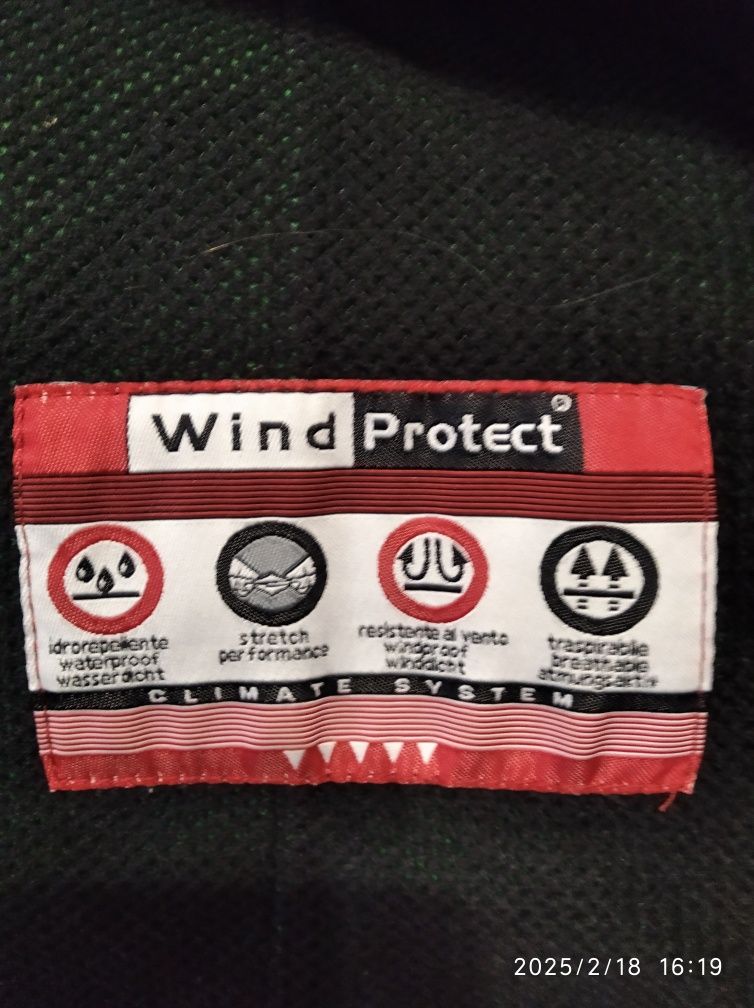 Wind Protect®
idrorepellente
waterproof
wasserdicht
stretch
performance
resistente al vento
windproof
winddicht
traspirabile
breathable
atmungsaktiv
CLIMATE SYSTEM
2025/2/18 16:19